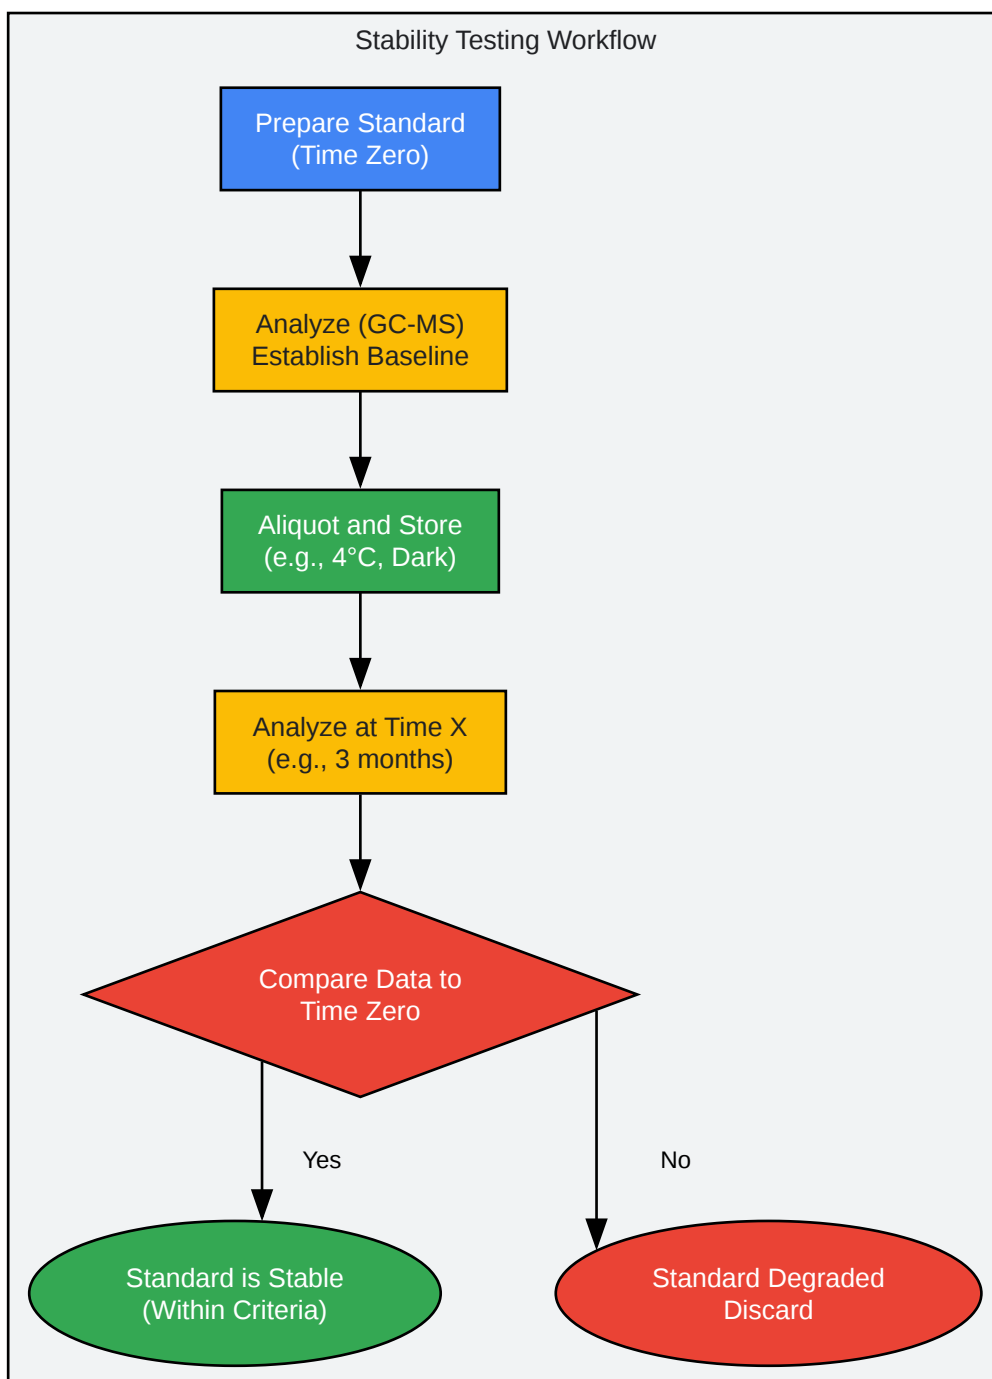 Stability Testing Workflow
Prepare Standard
(Time Zero)
Analyze (GC-MS)
Establish Baseline
Aliquot and Store
(e.g., 4°C, Dark)
Analyze at Time X
(e.g., 3 months)
Compare Data to
Time Zero
Yes
No
Standard is Stable
(Within Criteria)
Standard Degraded
Discard